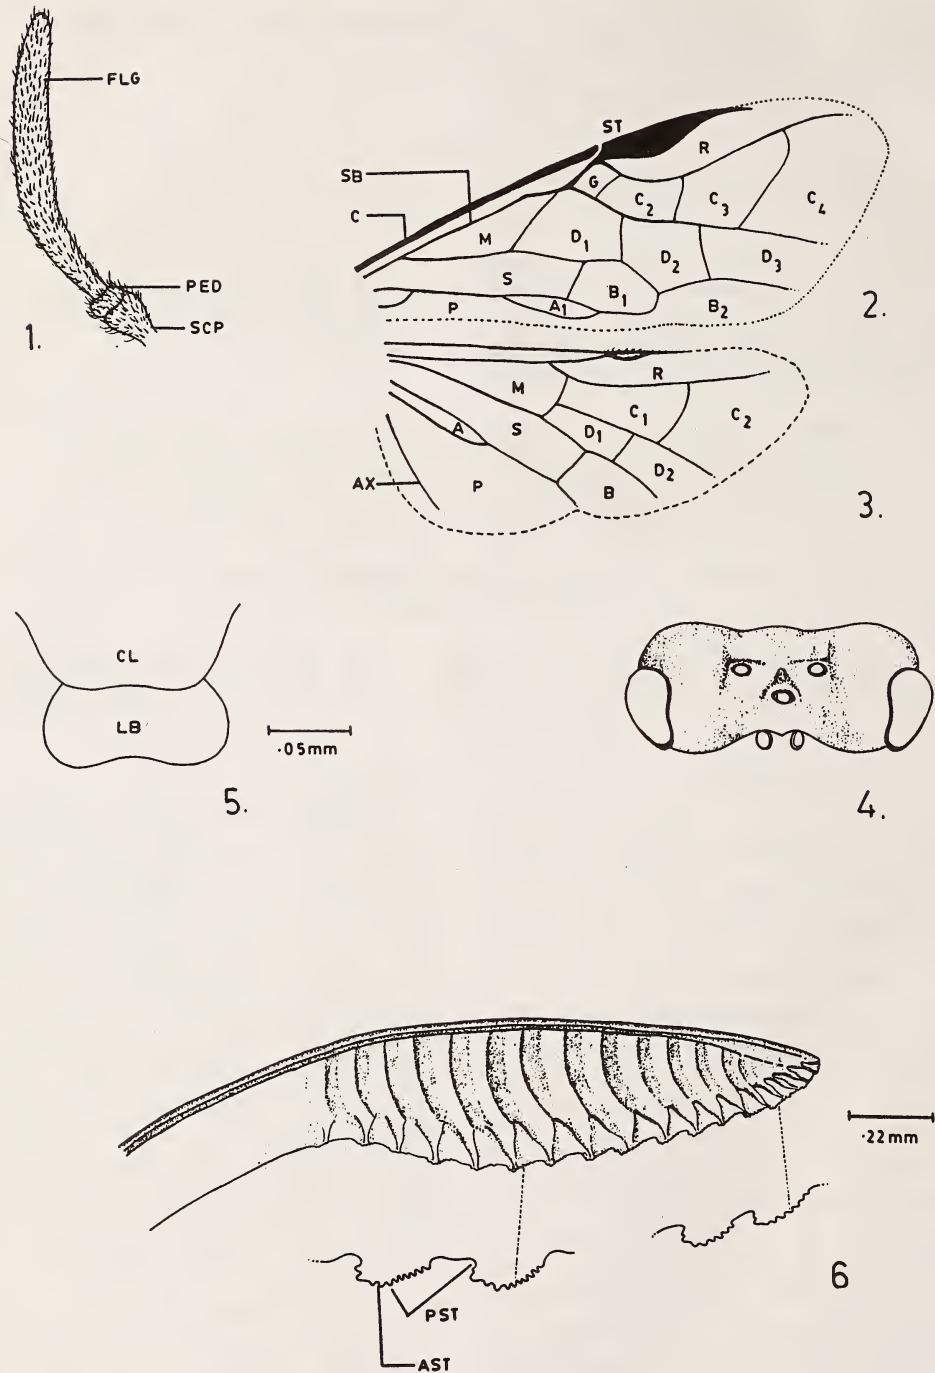 FLG
PED
SCP
1.
ST
SB
C
R
G
C2
C3
C4
M
D1
D2
D3
S
B1
A1
P
B2
2.
R
M
C1
C2
A
S
D1
D2
AX
P
B
3.
CL
LB
.05mm
5.
4.
.22mm
6
PST
AST